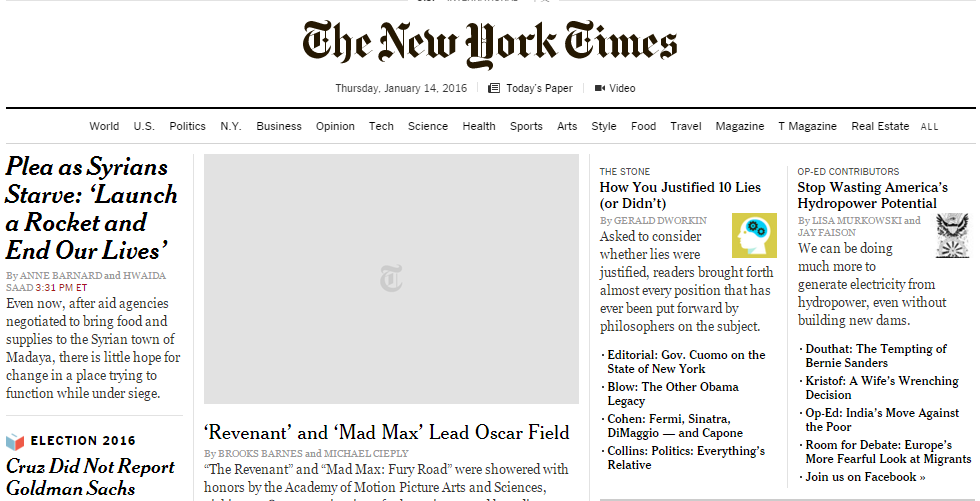 The New York Times
Thursday, January 14, 2016
Today's Paper
Video
World U.S. Politics N.Y. Business Opinion Tech Science Health Sports Arts Style Food Travel Magazine T Magazine Real Estate ALL
Plea as Syrians
Starve: ‘Launch
a Rocket and
End Our Lives’
By ANNE BARNARD and HWAIDA
SAAD 3:31 PM ET
Even now, after aid agencies
negotiated to bring food and
supplies to the Syrian town of
Madaya, there is little hope for
change in a place trying to
function while under siege.
ELECTION 2016
Cruz Did Not Report
Goldman Sachs
T
‘Revenant’ and ‘Mad Max’ Lead Oscar Field
By BROOKS BARNES and MICHAEL CIEPLY
“The Revenant” and “Mad Max: Fury Road” were showered with
honors by the Academy of Motion Picture Arts and Sciences,
THE STONE
How You Justified 10 Lies
(or Didn’t)
By GERALD DWORKIN
Asked to consider
whether lies were
justified, readers brought forth
almost every position that has
ever been put forward by
philosophers on the subject.
· Editorial: Gov. Cuomo on the
State of New York
· Blow: The Other Obama
Legacy
· Cohen: Fermi, Sinatra,
DiMaggio — and Capone
· Collins: Politics: Everything’s
Relative
OP-ED CONTRIBUTORS
Stop Wasting America’s
Hydropower Potential
By LISA MURKOWSKI and
JAY FAISON
We can be doing
much more to
generate electricity from
hydropower, even without
building new dams.
· Douthat: The Tempting of
Bernie Sanders
· Kristof: A Wife’s Wrenching
Decision
· Op-Ed: India’s Move Against
the Poor
· Room for Debate: Europe’s
More Fearful Look at Migrants
· Join us on Facebook »